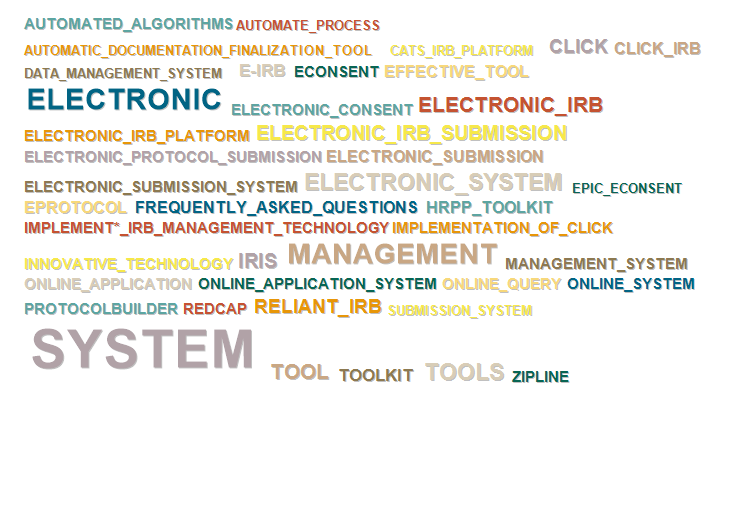 AUTOMATED_ALGORITHMS AUTOMATE_PROCESS
AUTOMATIC_DOCUMENTATION_FINALIZATION_TOOL CATS_IRB_PLATFORM CLICK CLICK_IRB
DATA_MANAGEMENT_SYSTEM E-IRB ECONSENT EFFECTIVE_TOOL
ELECTRONIC ELECTRONIC_CONSENT ELECTRONIC_IRB
ELECTRONIC_IRB_PLATFORM ELECTRONIC_IRB_SUBMISSION
ELECTRONIC_PROTOCOL_SUBMISSION ELECTRONIC_SUBMISSION
ELECTRONIC_SUBMISSION_SYSTEM ELECTRONIC_SYSTEM EPIC_ECONSENT
EPROTOCOL FREQUENTLY_ASKED_QUESTIONS HRPP_TOOLKIT
IMPLEMENT*_IRB_MANAGEMENT_TECHNOLOGY IMPLEMENTATION_OF_CLICK
INNOVATIVE_TECHNOLOGY IRIS MANAGEMENT MANAGEMENT_SYSTEM
ONLINE_APPLICATION ONLINE_APPLICATION_SYSTEM ONLINE_QUERY ONLINE_SYSTEM
PROTOCOLBUILDER REDCAP RELIANT_IRB SUBMISSION_SYSTEM
SYSTEM TOOL TOOLKIT TOOLS ZIPLINE